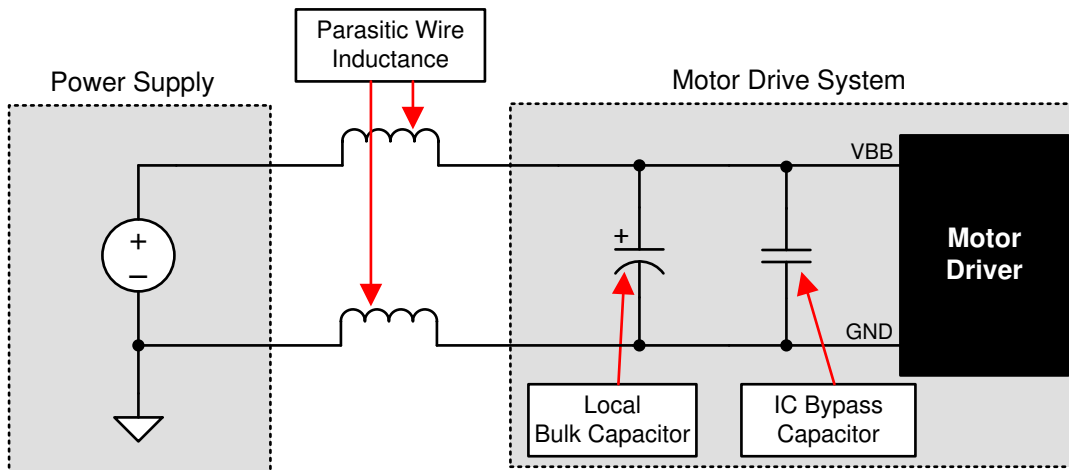 Parasitic Wire
Inductance
Power Supply
Motor Drive System
VBB
+
–
+
Motor
Driver
GND
Local
Bulk Capacitor
IC Bypass
Capacitor